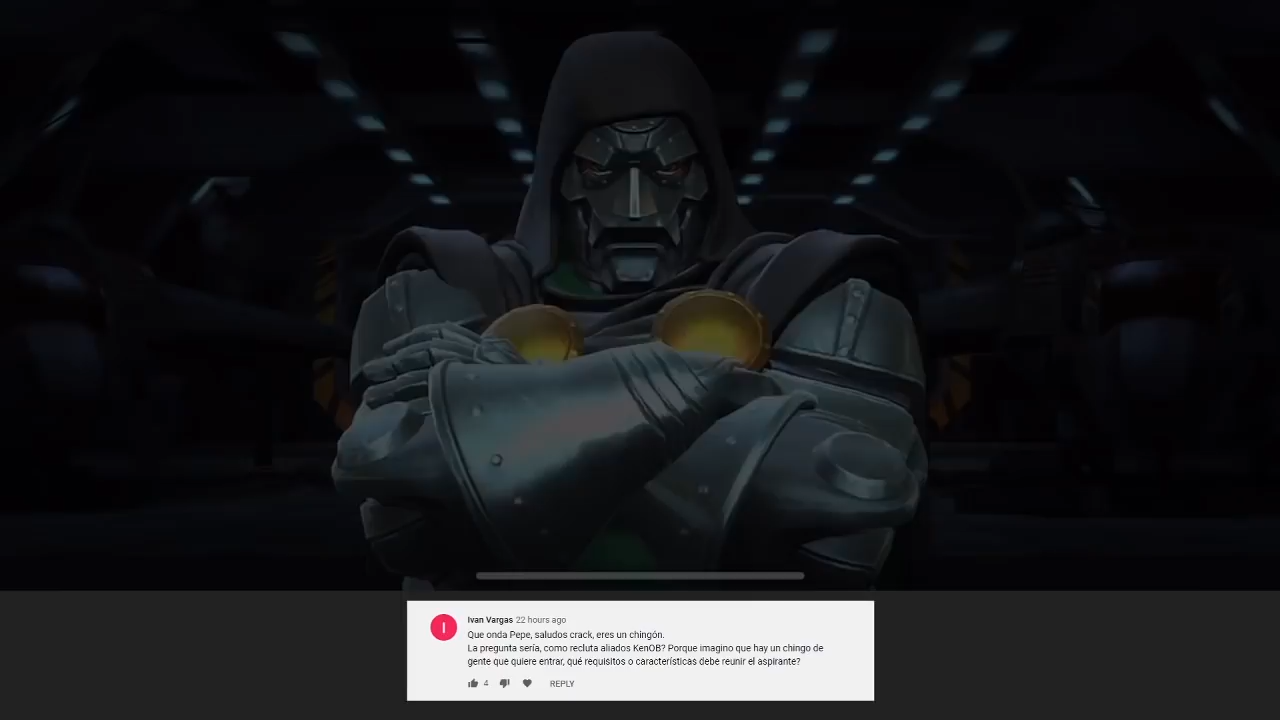 Ivan Vargas 22 hours ago
Que onda Pepe, saludos crack, eres un chingón.
La pregunta sería, como recluta aliados KenOB? Porque imagino que hay un chingo de
gente que quiere entrar, qué requisitos o características debe reunir el aspirante?
4 REPLY
I